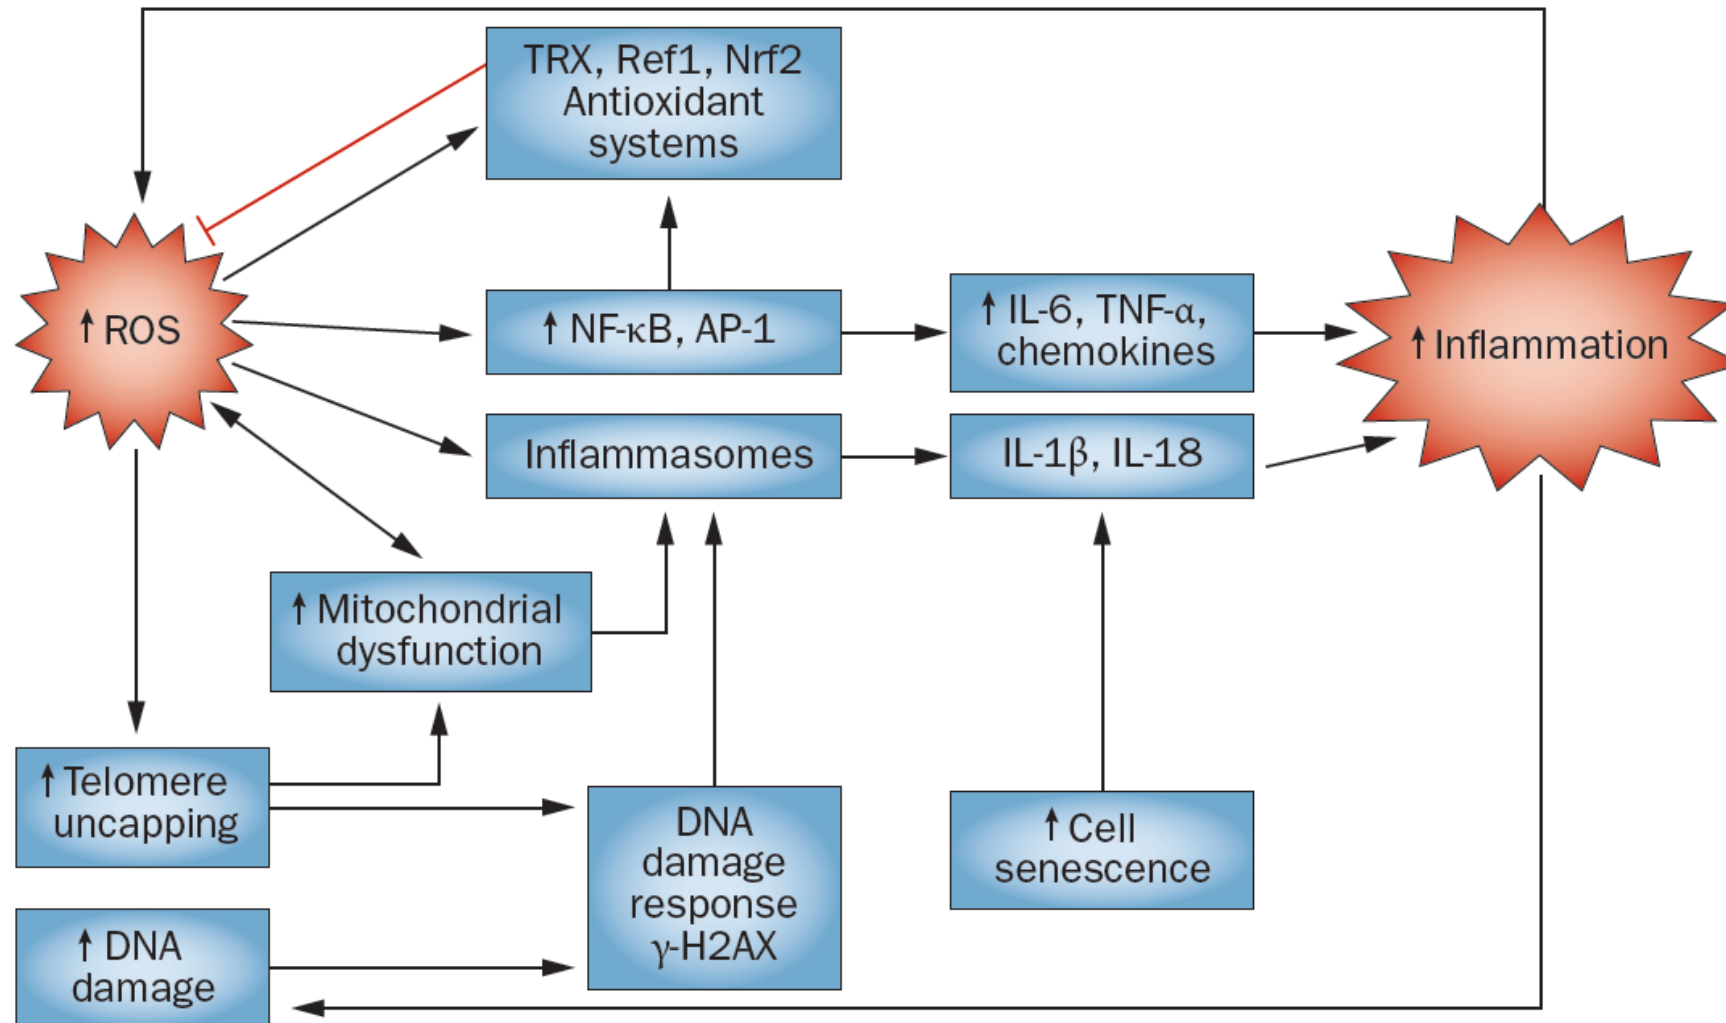 TRX, Ref1, Nrf2
Antioxidant
systems
↑ ROS
↑ NF-κB, AP-1
↑ IL-6, TNF-α,
chemokines
↑ Inflammation
Inflammasomes
IL-1β, IL-18
↑ Mitochondrial
dysfunction
↑ Telomere
uncapping
DNA
damage
response
γ-H2AX
↑ Cell
senescence
↑ DNA
damage